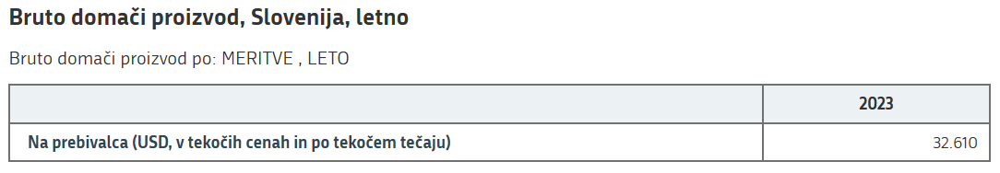 Bruto domači proizvod, Slovenija, letno
Bruto domači proizvod po: MERITVE , LETO
2023
Na prebivalca (USD, v tekočih cenah in po tekočem tečaju) 32.610